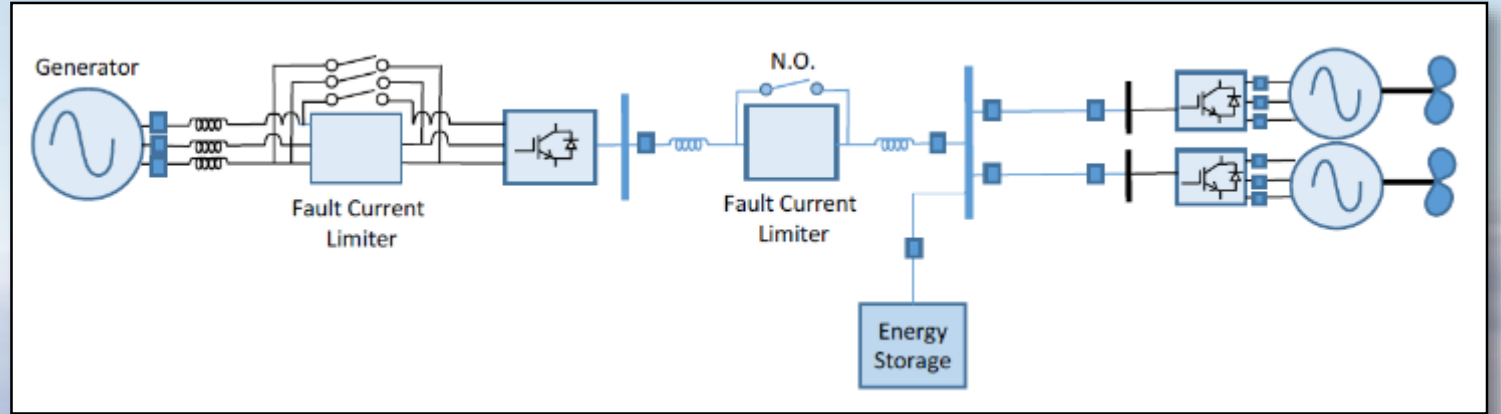 Generator
N.O.
Fault Current
Limiter
Fault Current
Limiter
Energy
Storage